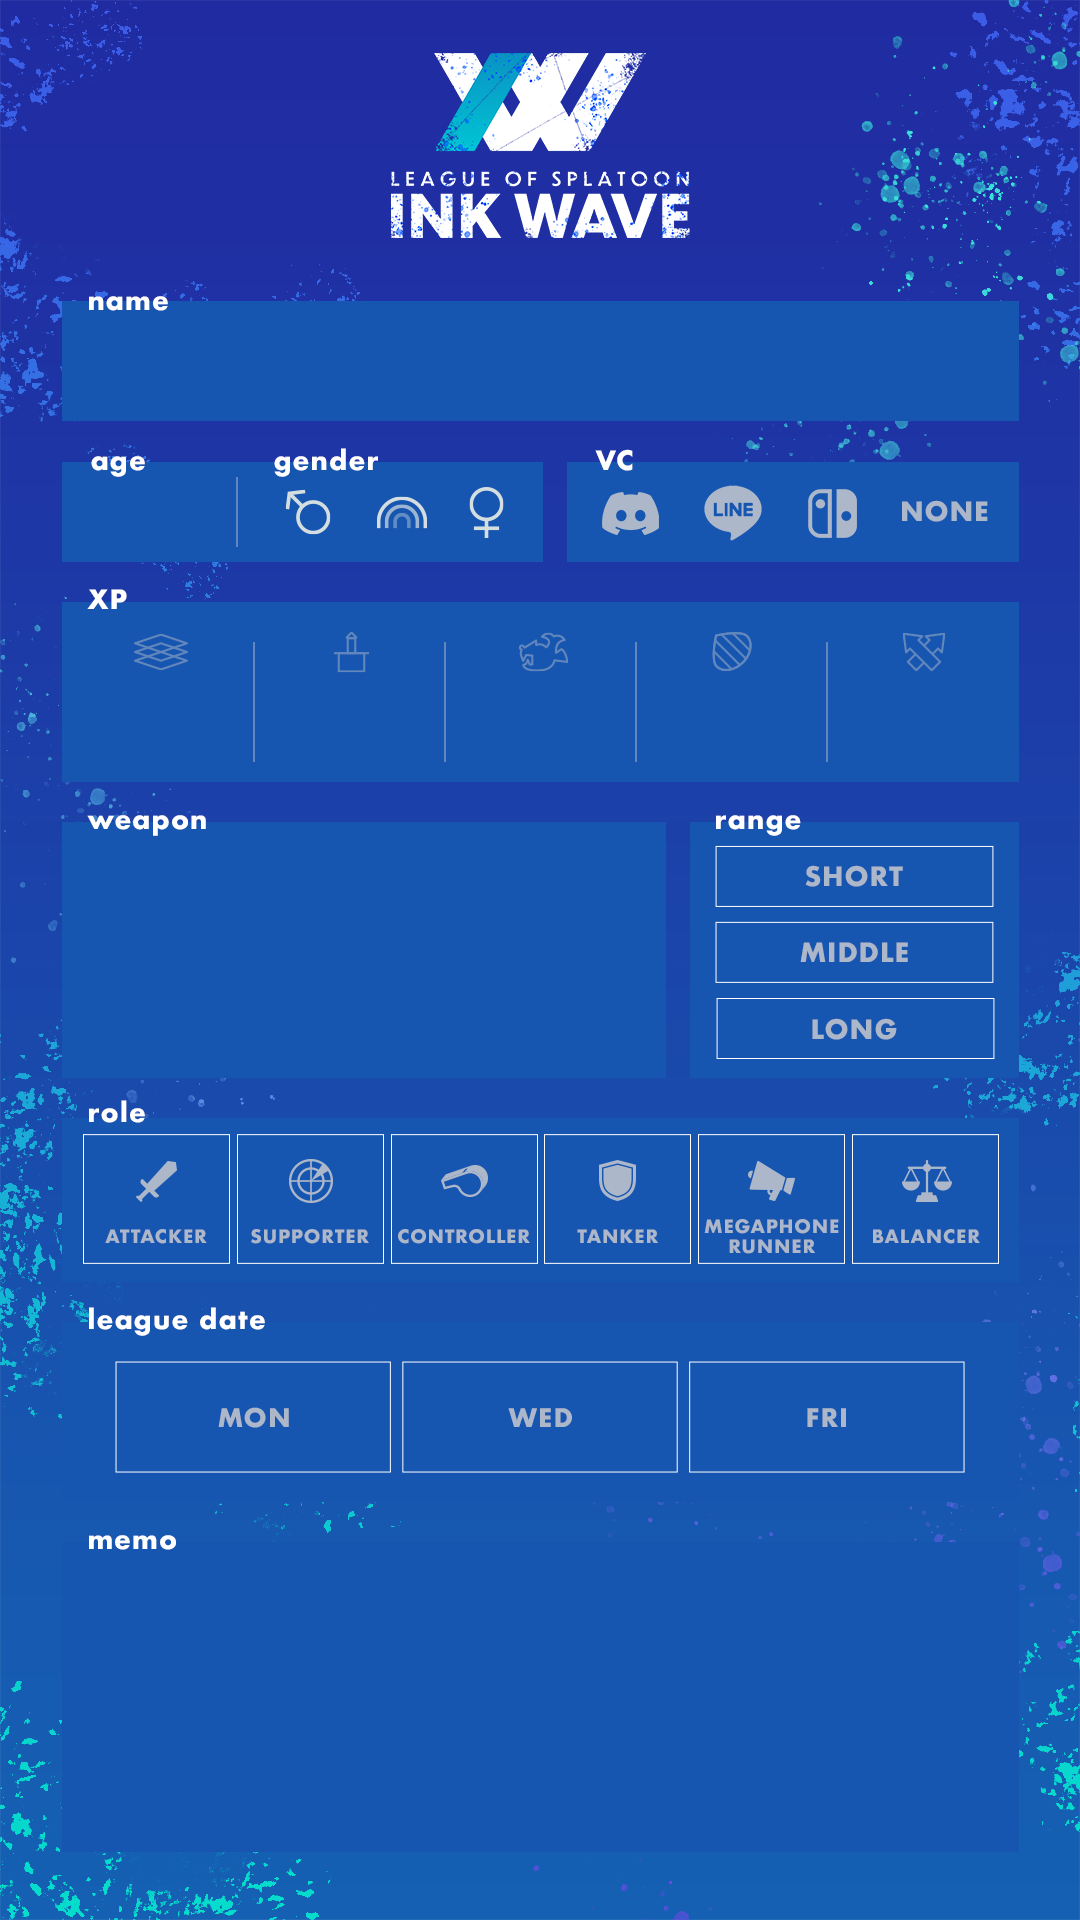 LEAGUE OF SPLATOON
INK WAVE
name
age
gender
VC
LINE
NONE
XP
weapon
range
SHORT
MIDDLE
LONG
role
ATTACKER
SUPPORTER
CONTROLLER
TANKER
MEGAPHONE
RUNNER
BALANCER
league date
MON
WED
FRI
memo